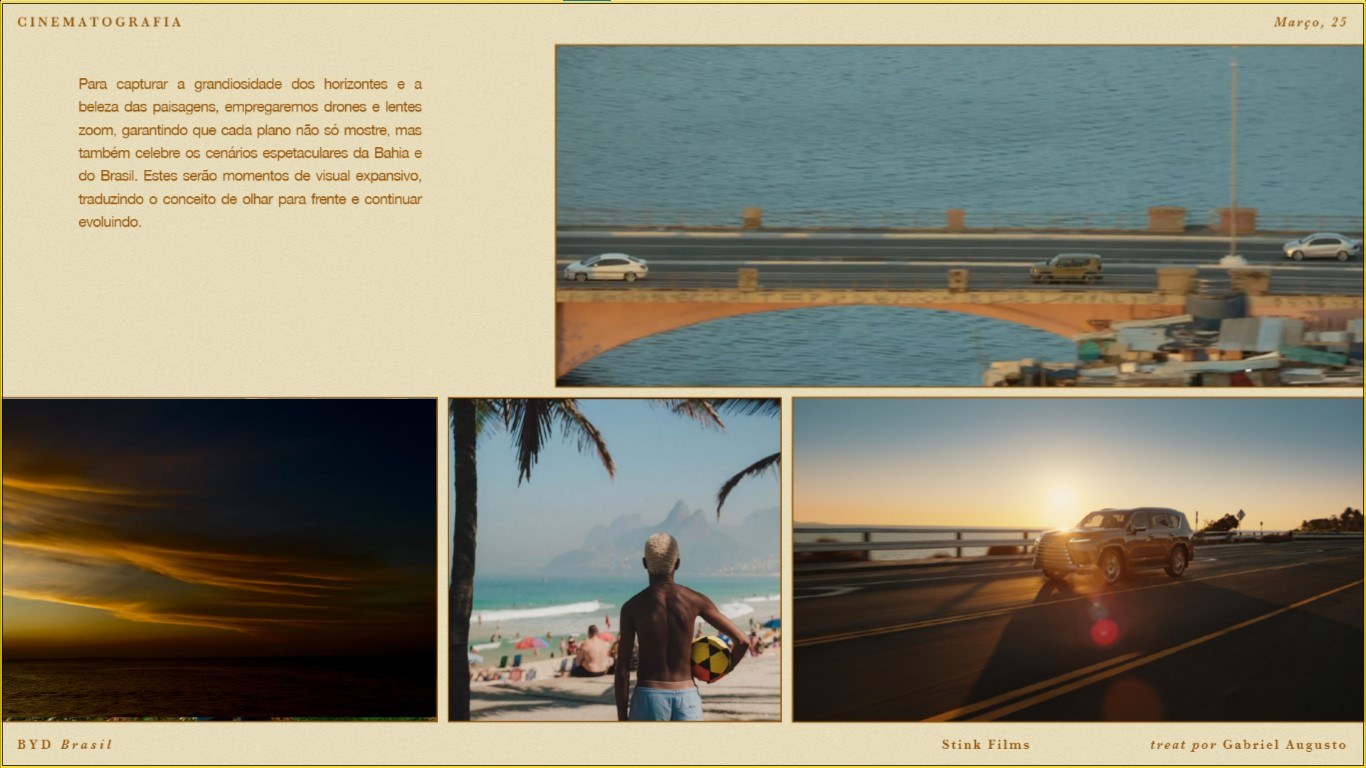 CINEMATOGRAFIA
Março, 25
Para capturar a grandiosidade dos horizontes e a
beleza das paisagens, empregaremos drones e lentes
zoom, garantindo que cada plano não só mostre, mas
também celebre os cenários espetaculares da Bahia e
do Brasil. Estes serão momentos de visual expansivo,
traduzindo o conceito de olhar para frente e continuar
evoluindo.
BYD Brasil
Stink Films
treat por Gabriel Augusto